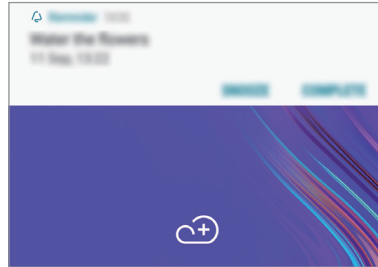 Reminder
Water the flowers
11 Sep, 13:22
SNOOZE COMPLETE